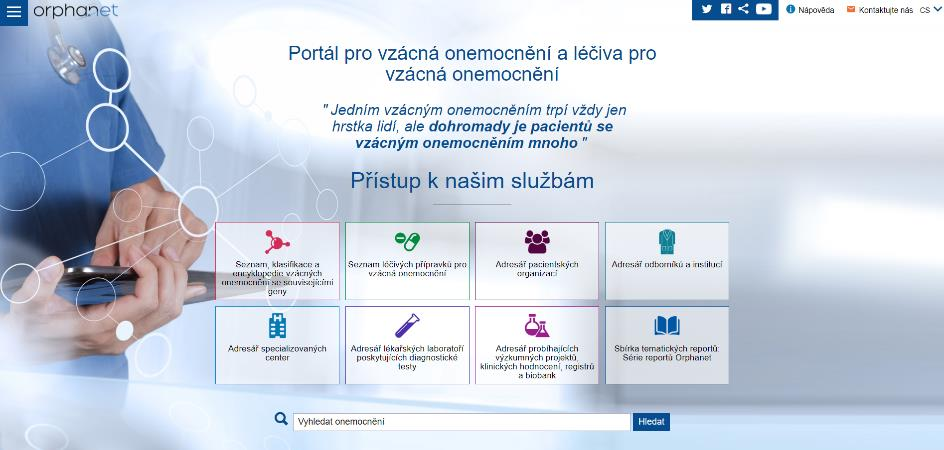 orphanet
Nápověda
Kontaktujte nás
CS
Portál pro vzácná onemocnění a léčiva pro
vzácná onemocnění
" Jedním vzácným onemocněním trpí vždy jen
hrstka lidí, ale dohromady je pacientů se
vzácným onemocněním mnoho "
Přístup k našim službám
Seznam, klasifikace a
encyklopedie vzácných
onemocnění se souvisejícími
geny
Seznam léčivých přípravků pro
vzácná onemocnění
Adresář pacientských
organizací
Adresář odborníků a institucí
Adresář specializovaných
center
Adresář lékařských laboratoří
poskytujících diagnostické
testy
Adresář probíhajících
výzkumných projektů,
klinických hodnocení, registrů
a biobank
Sbírka tematických reportů:
Série reportů Orphanet
Vyhledat onemocnění
Hledat